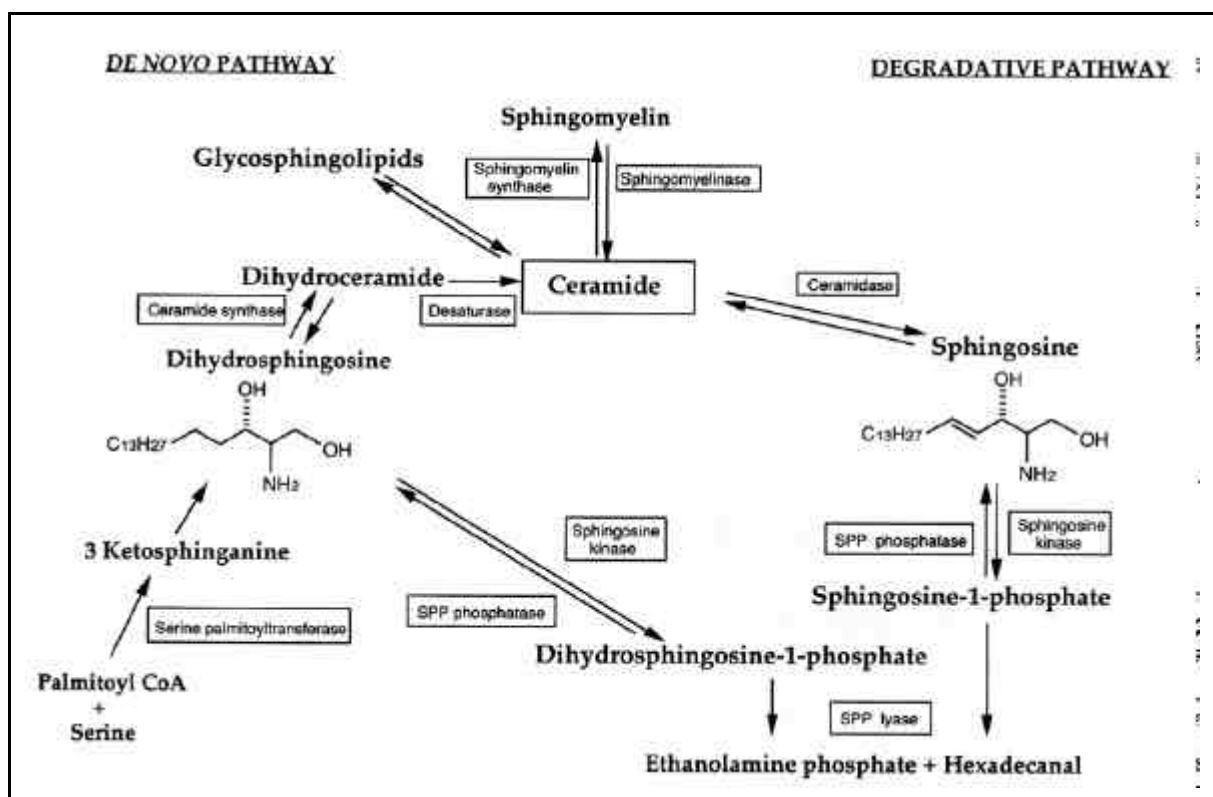 DE NOVO PATHWAY
DEGRADATIVE PATHWAY
Sphingomyelin
Glycosphingolipids
Sphingomyelin
synthase
Sphingomyelinase
Dihydroceramide
Ceramide
Ceramidase
Ceramide synthase
Desaturase
Dihydrosphingosine
Sphingosine
OH
OH
C13H27
OH
C13H27
OH
NH2
NH2
3 Ketosphinganine
Sphingosine
kinase
SPP phosphatase
Sphingosine
kinase
SPP phosphatase
Sphingosine-1-phosphate
Serine palmitoyltransferase
Dihydrosphingosine-1-phosphate
Palmitoyl CoA
+
Serine
SPP lyase
Ethanolamine phosphate + Hexadecanal